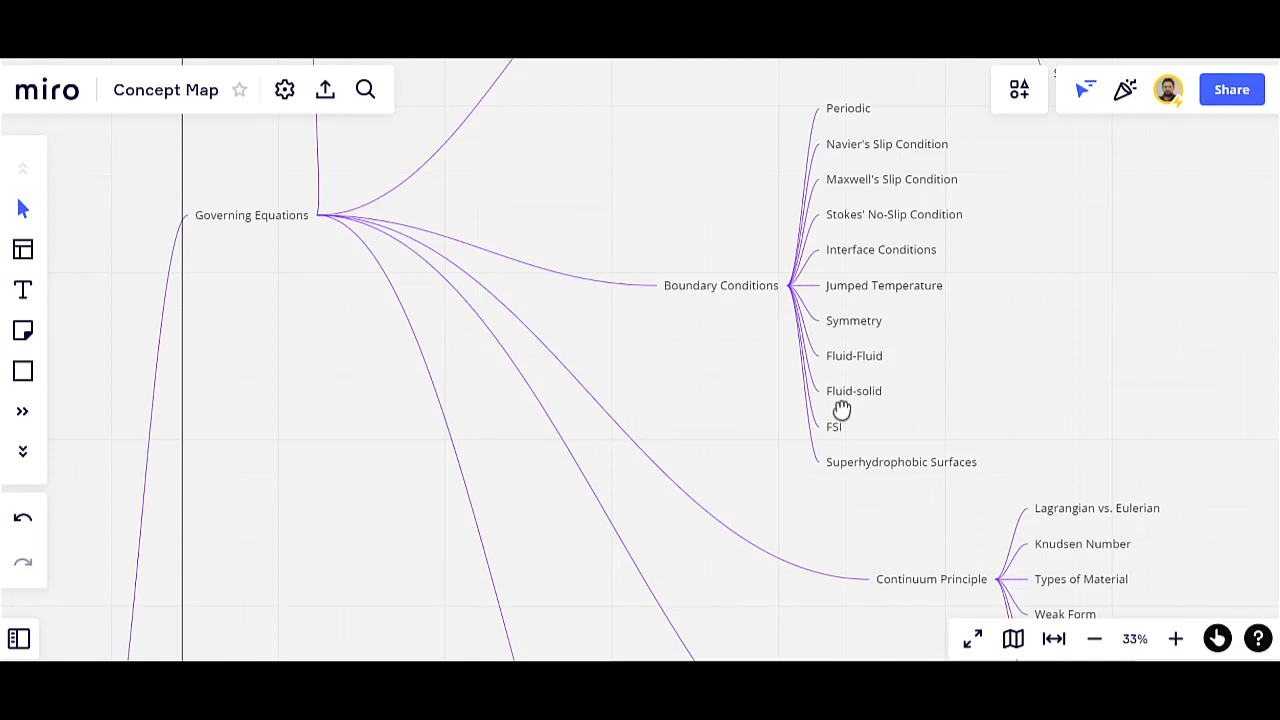 miro
Concept Map
Share
S
Periodic
Navier's Slip Condition
Maxwell's Slip Condition
Governing Equations
Stokes' No-Slip Condition
Interface Conditions
Boundary Conditions
Jumped Temperature
Symmetry
Fluid-Fluid
Fluid-solid
FSI
Superhydrophobic Surfaces
Lagrangian vs. Eulerian
Knudsen Number
Continuum Principle
Types of Material
Weak Form
33%